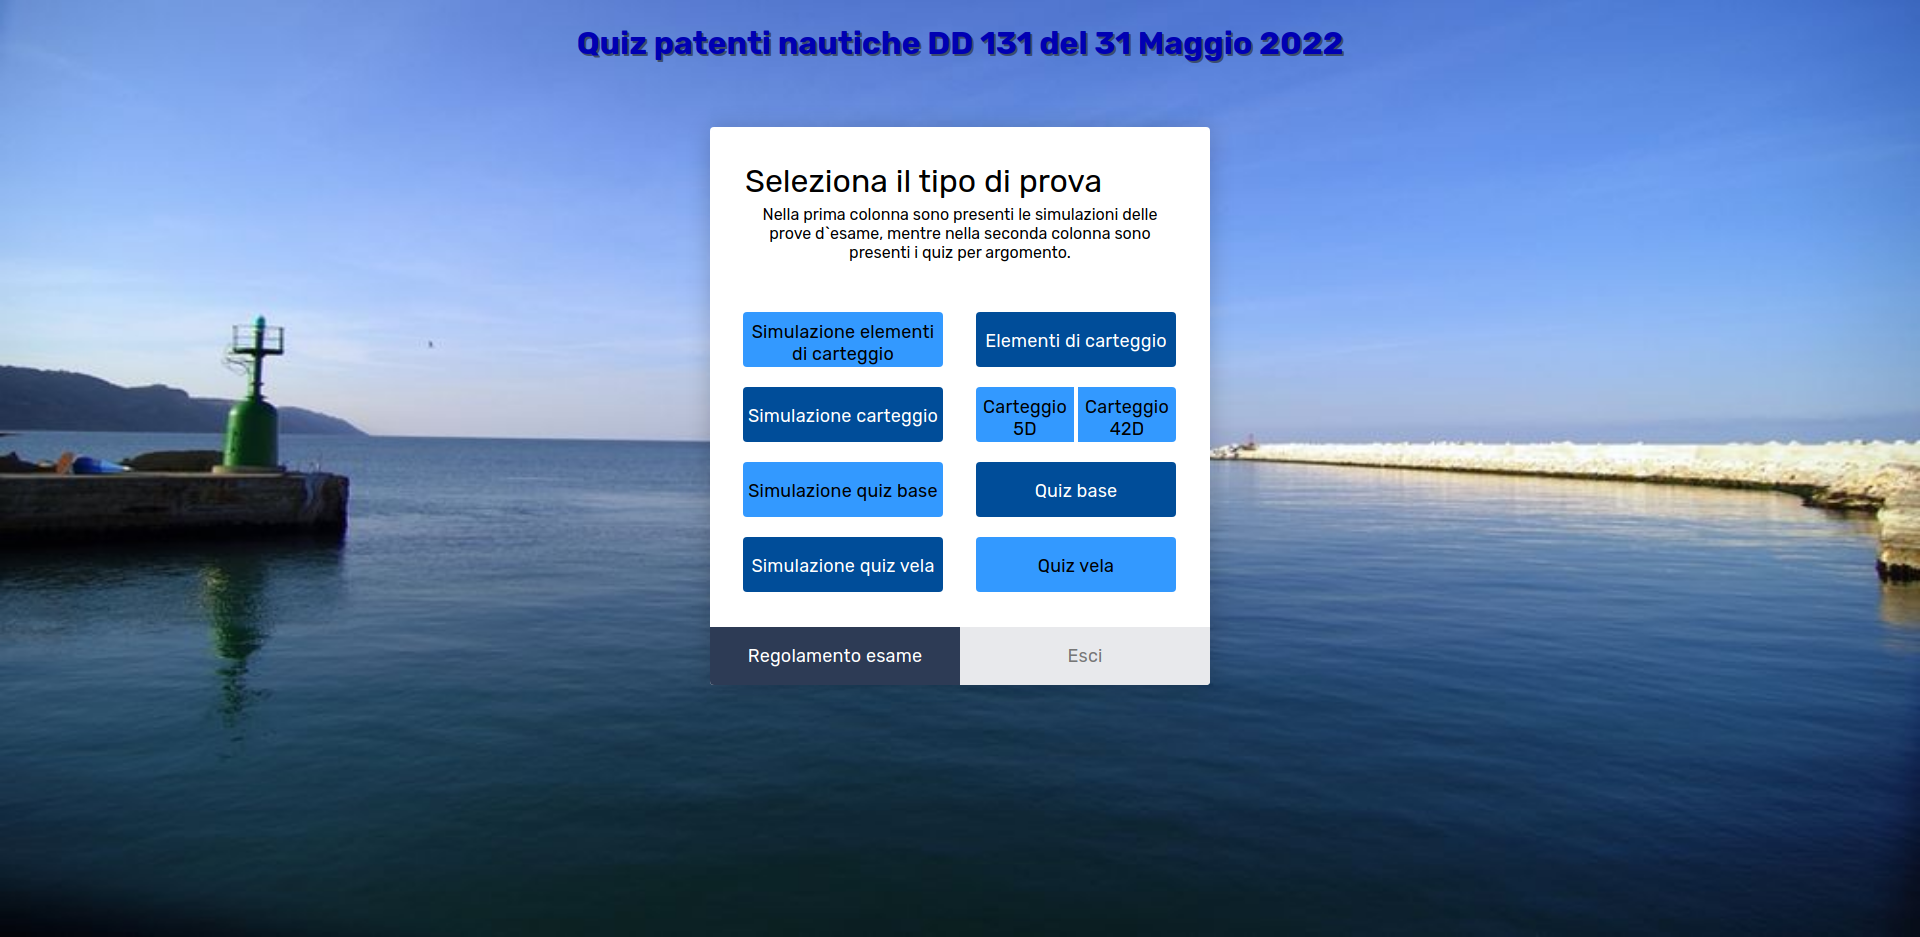 Quiz patenti nautiche DD 131 del 31 Maggio 2022
Seleziona il tipo di prova
Nella prima colonna sono presenti le simulazioni delle
prove d`esame, mentre nella seconda colonna sono
presenti i quiz per argomento.
Simulazione elementi
di carteggio
Elementi di carteggio
Simulazione carteggio
Carteggio
5D
Carteggio
42D
Simulazione quiz base
Quiz base
Simulazione quiz vela
Quiz vela
Regolamento esame
Esci